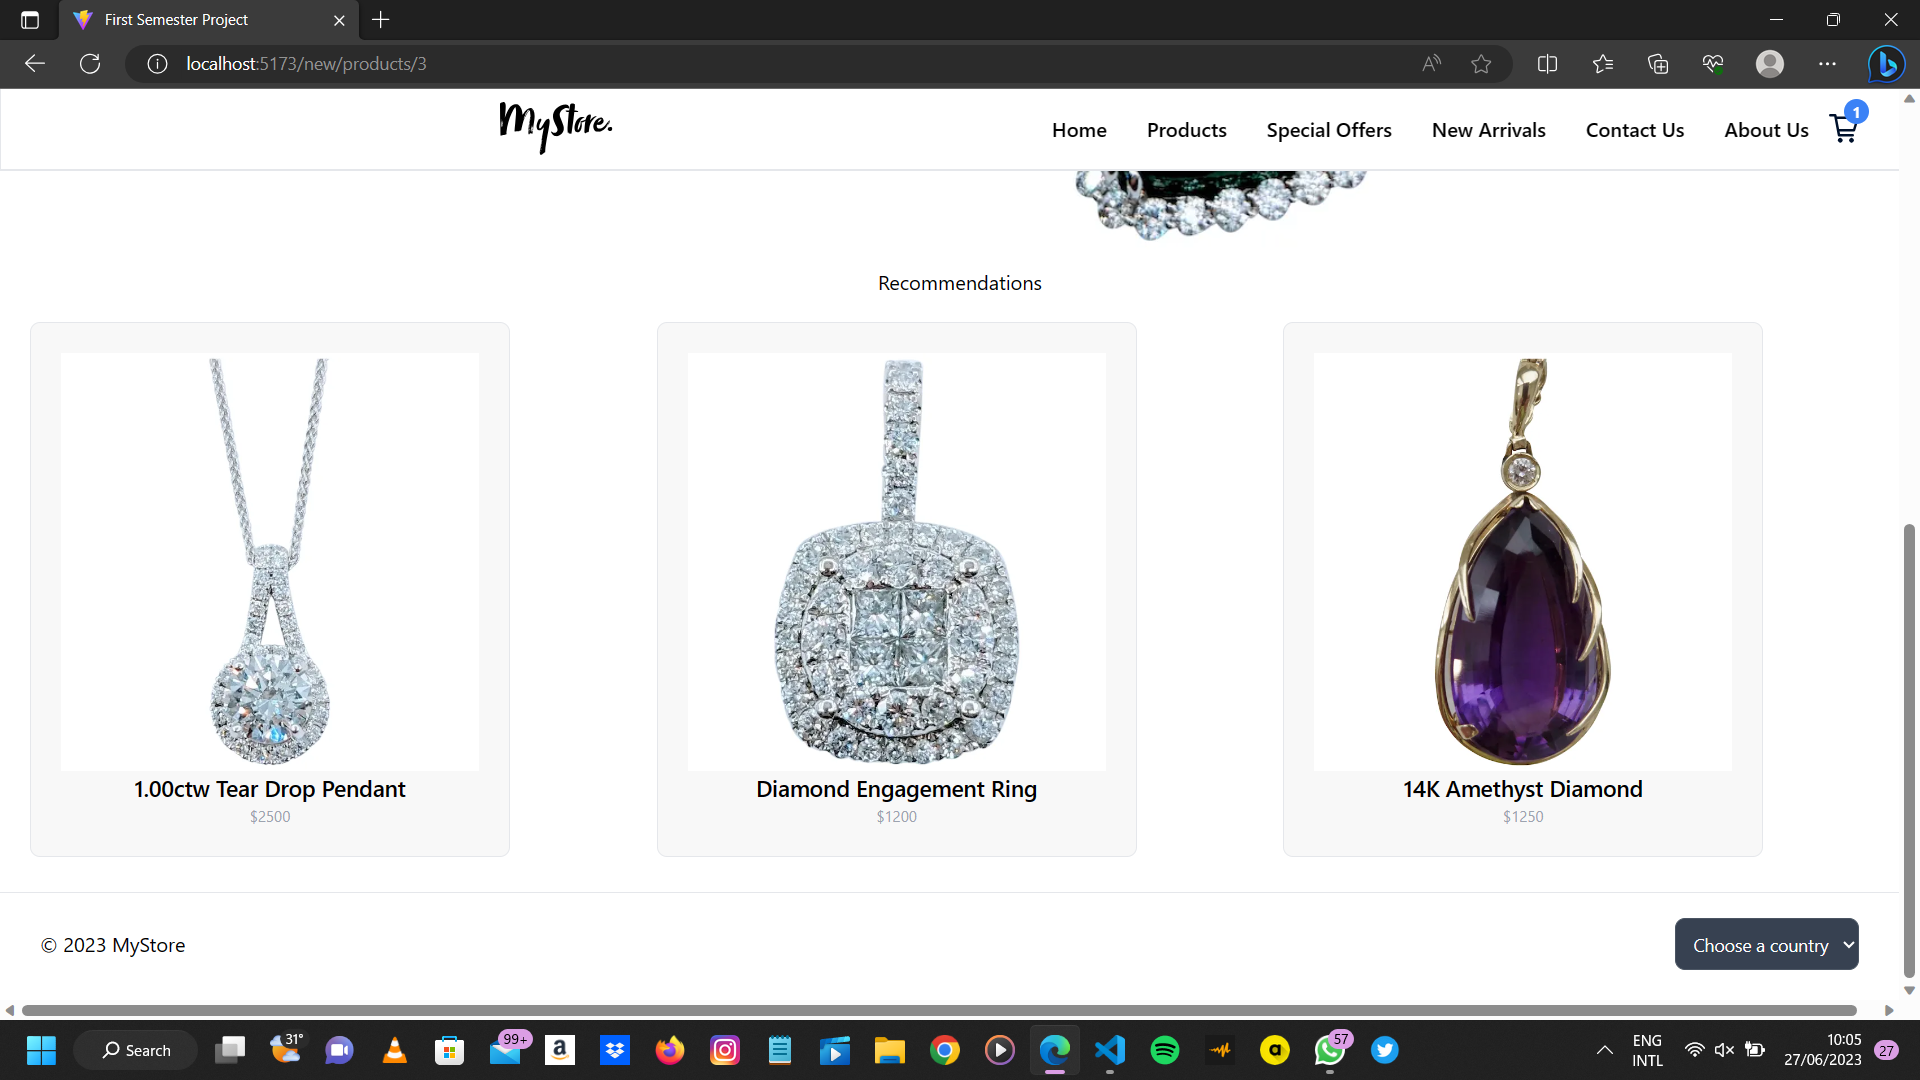 First Semester Project
localhost:5173/new/products/3
MyStore.
Home
Products
Special Offers
New Arrivals
Contact Us
About Us
1
Recommendations
1.00ctw Tear Drop Pendant
$2500
Diamond Engagement Ring
$1200
14K Amethyst Diamond
$1250
© 2023 MyStore
Choose a country
Search
31°
99+
a
57
ENG
INTL
10:05
27/06/2023
27